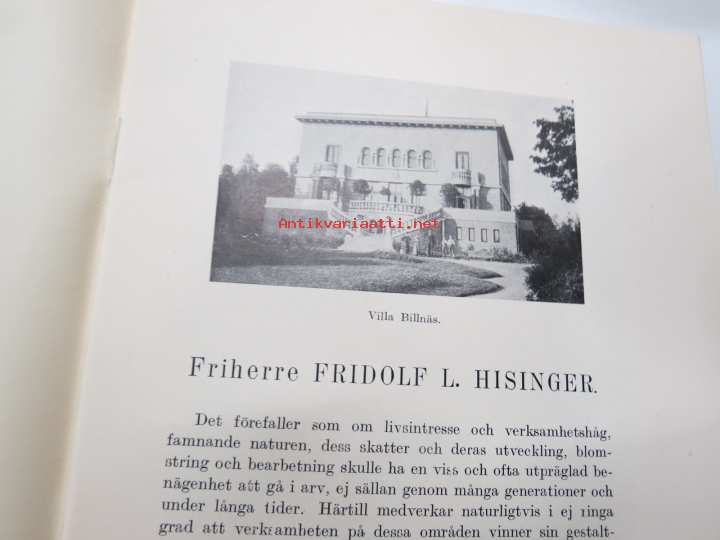 Antikvariaatti.net
Villa Billnäs.
Friherre FRIDOLF L. HISINGER.
Det förefaller som om livsintresse och verksamhetshåg,
famnande naturen, dess skatter och deras utveckling, blom-
string och bearbetning skulle ha en viss och ofta utpräglad be-
nägenhet att gå i arv, ej sällan genom många generationer och
under långa tider. Härtill medverkar naturligtvis i ej ringa
grad att verksamheten på dessa områden vinner sin gestalt-